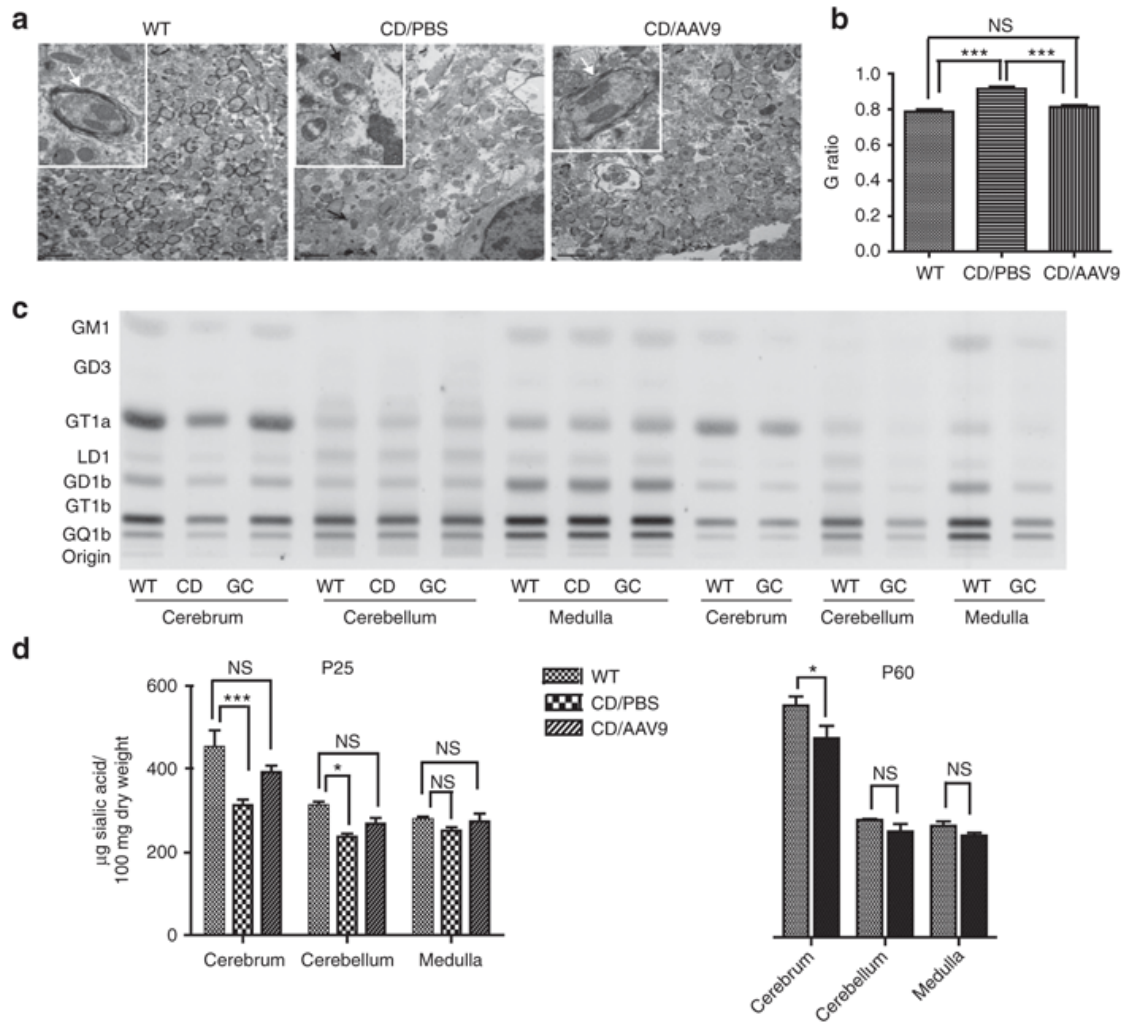 a
WT
CD/PBS
CD/AAV9
b
NS
*** ***
1.0
0.8
0.6
0.4
0.2
0.0
G ratio
WT CD/PBS CD/AAV9
c
GM1
GD3
GT1a
LD1
GD1b
GT1b
GQ1b
Origin
WT CD GC WT CD GC WT CD GC WT GC WT GC WT GC
Cerebrum Cerebellum Medulla Cerebrum Cerebellum Medulla
d
P25
600
400
200
0
µg sialic acid/
100 mg dry weight
NS
***
NS
*
NS
NS
Cerebrum Cerebellum Medulla
WT
CD/PBS
CD/AAV9
P60
*
NS
NS
Cerebrum
Cerebellum
Medulla